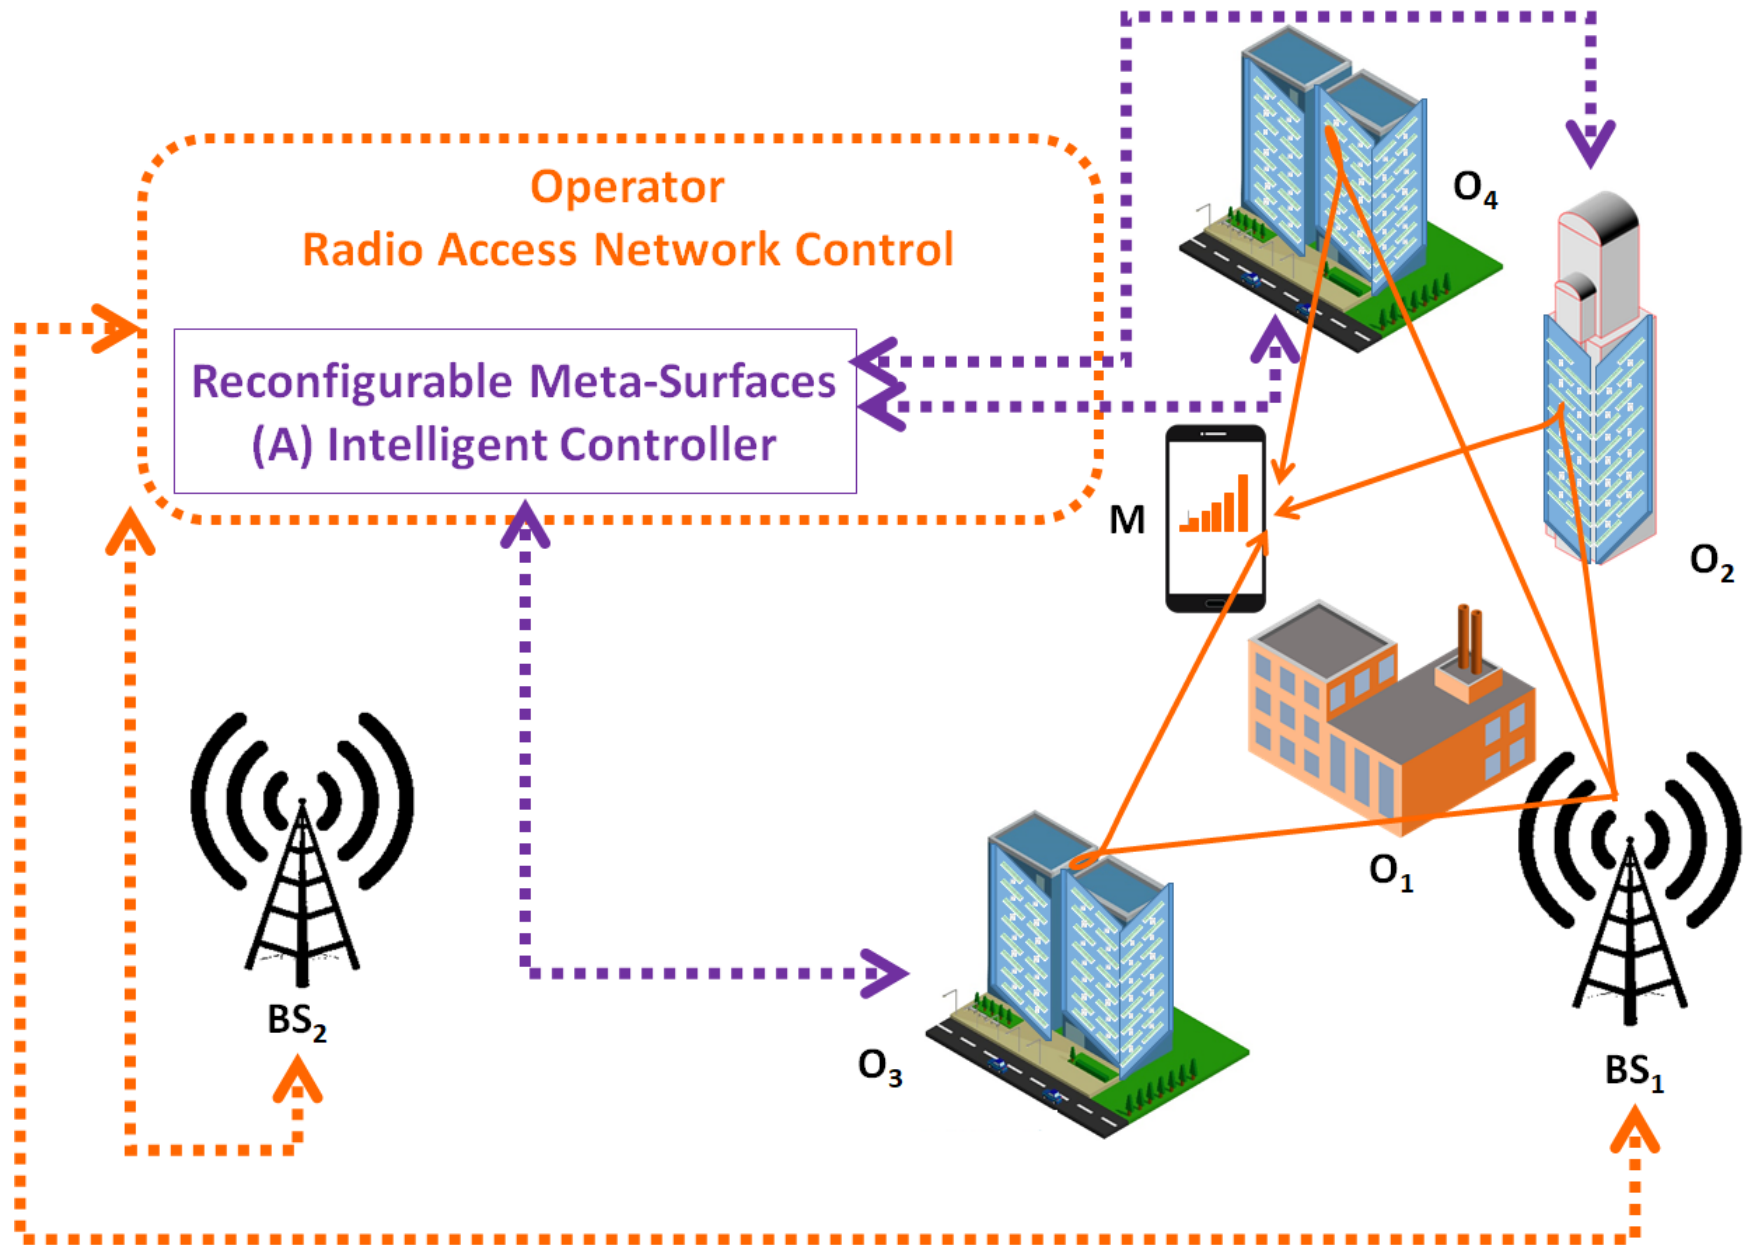 Operator
Radio Access Network Control
Reconfigurable Meta-Surfaces
(A) Intelligent Controller
O₄
O₂
M
O₁
BS₂
O₃
BS₁